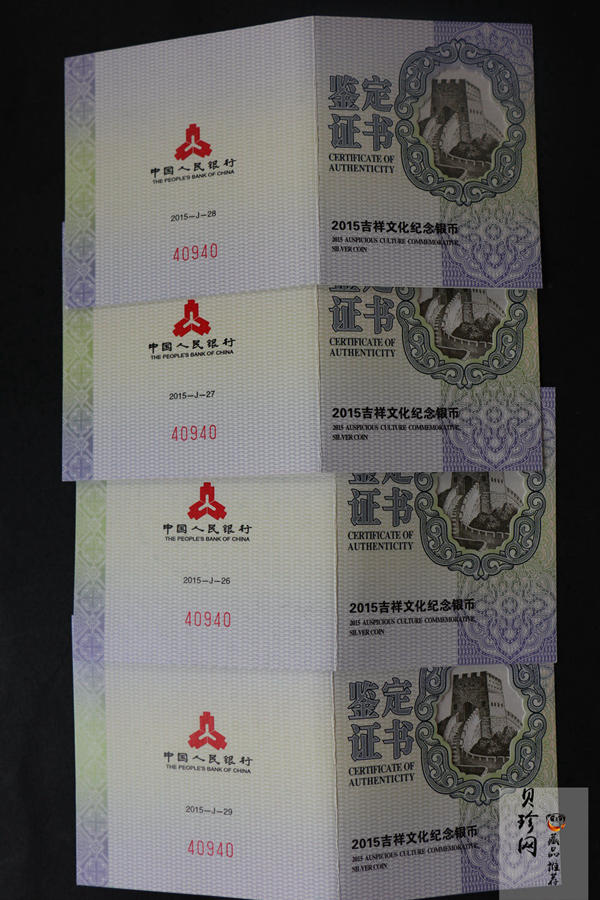 中国人民银行
THE PEOPLE'S BANK OF CHINA
2015—J—28
40940
鉴定
证书
CERTIFICATE OF
AUTHENTICITY
2015吉祥文化纪念银币
2015 AUSPICIOUS CULTURE COMMEMORATIVE
SILVER COIN
中国人民银行
THE PEOPLE'S BANK OF CHINA
2015—J—27
40940
鉴定
证书
CERTIFICATE OF
AUTHENTICITY
2015吉祥文化纪念银币
2015 AUSPICIOUS CULTURE COMMEMORATIVE
SILVER COIN
中国人民银行
THE PEOPLE'S BANK OF CHINA
2015—J—26
40940
鉴定
证书
CERTIFICATE OF
AUTHENTICITY
2015吉祥文化纪念银币
2015 AUSPICIOUS CULTURE COMMEMORATIVE
SILVER COIN
中国人民银行
THE PEOPLE'S BANK OF CHINA
2015—J—29
40940
鉴定
证书
CERTIFICATE OF
AUTHENTICITY
2015吉祥文化纪念银币
2015 AUSPICIOUS CULTURE COMMEMORATIVE
SILVER COIN
贝珍网
藏品推荐